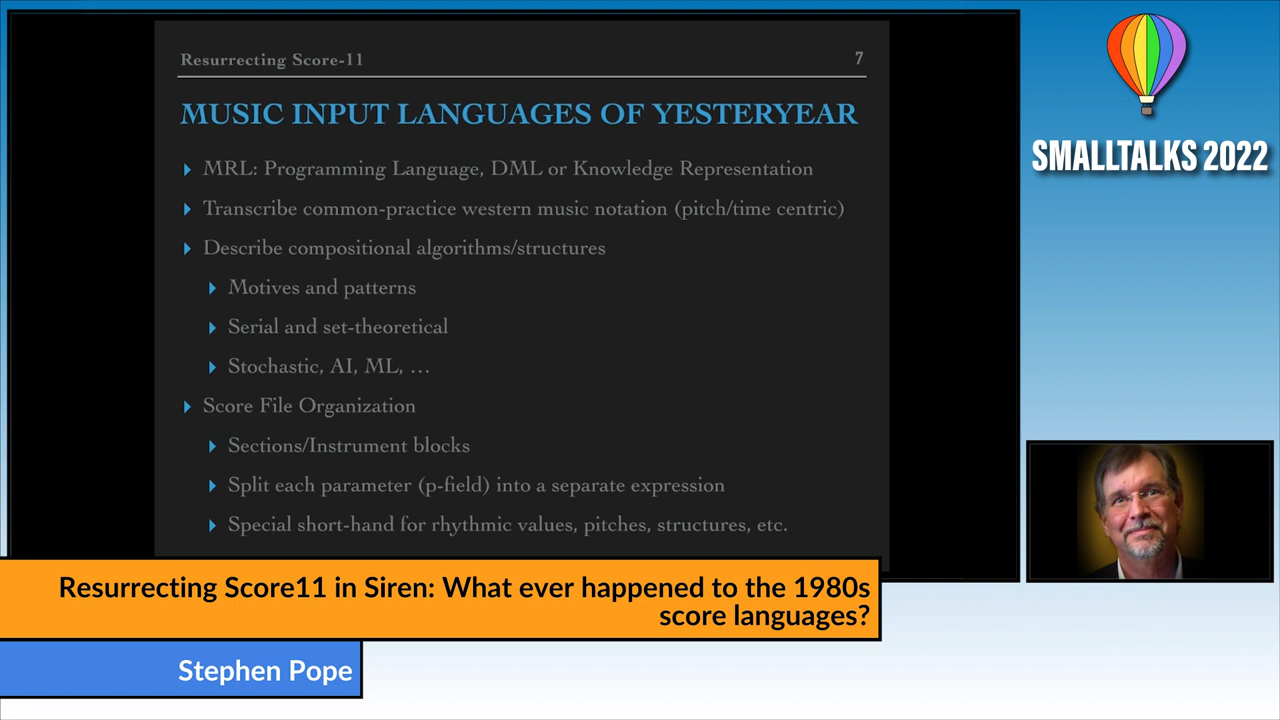 Resurrecting Score-11
7
MUSIC INPUT LANGUAGES OF YESTERYEAR
MRL: Programming Language, DML or Knowledge Representation
Transcribe common-practice western music notation (pitch/time centric)
Describe compositional algorithms/structures
Motives and patterns
Serial and set-theoretical
Stochastic, AI, ML, …
Score File Organization
Sections/Instrument blocks
Split each parameter (p-field) into a separate expression
Special short-hand for rhythmic values, pitches, structures, etc.
SMALLTALKS 2022
Resurrecting Score11 in Siren: What ever happened to the 1980s
score languages?
Stephen Pope